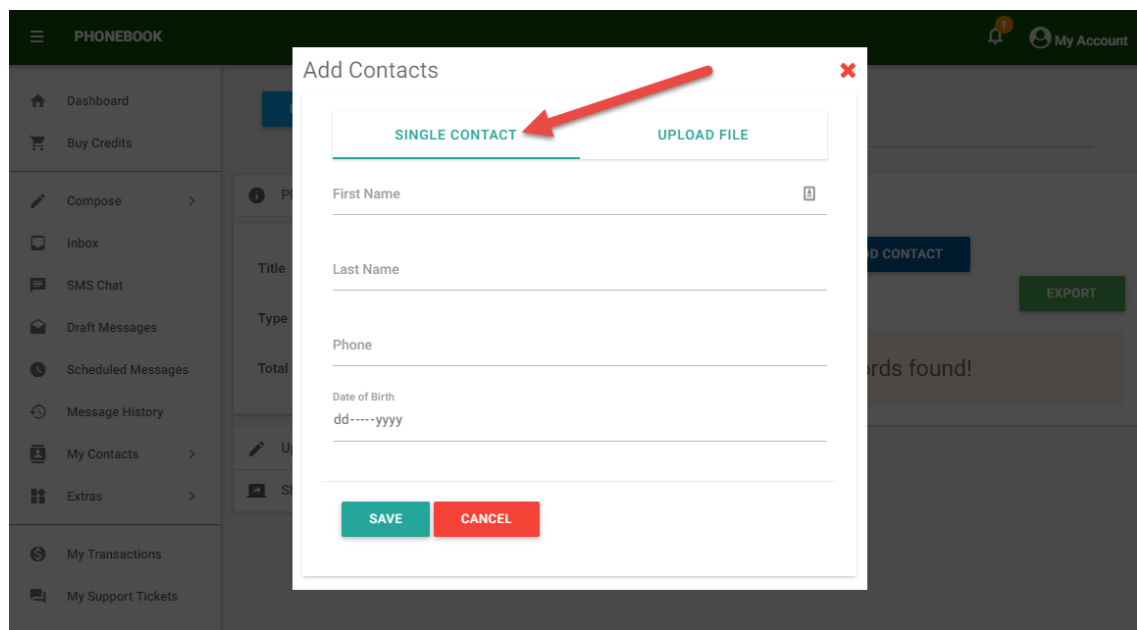 PHONEBOOK
1
My Account
Add Contacts
SINGLE CONTACT
UPLOAD FILE
First Name
Last Name
Phone
Date of Birth
dd-----yyyy
SAVE
CANCEL
Dashboard
Buy Credits
Compose
Inbox
SMS Chat
Draft Messages
Scheduled Messages
Message History
My Contacts
Extras
My Transactions
My Support Tickets
Title
Type
Total
CONTACT
EXPORT
found!